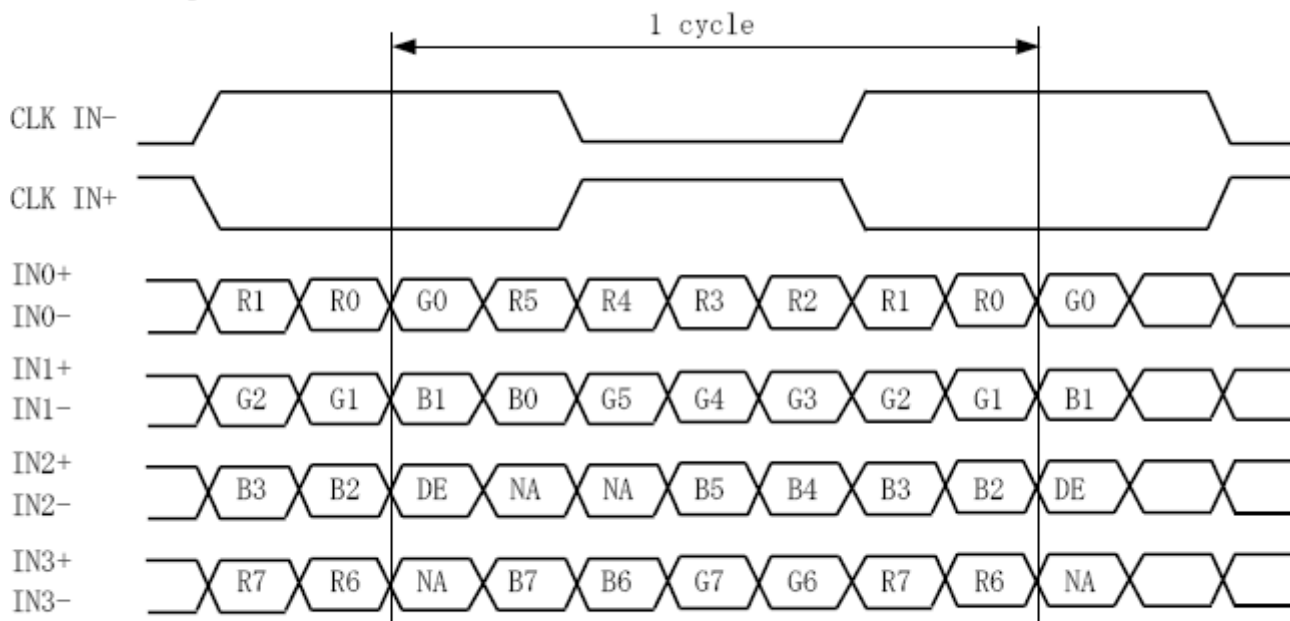 1 cycle
CLK IN-
CLK IN+
IN0+
IN0-
R1 R0 G0 R5 R4 R3 R2 R1 R0 G0
IN1+
IN1-
G2 G1 B1 B0 G5 G4 G3 G2 G1 B1
IN2+
IN2-
B3 B2 DE NA NA B5 B4 B3 B2 DE
IN3+
IN3-
R7 R6 NA B7 B6 G7 G6 R7 R6 NA